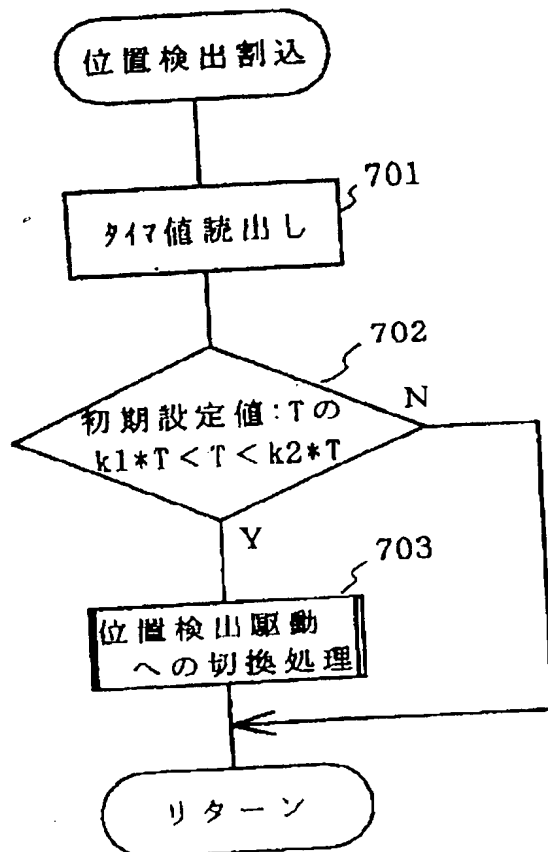 位置検出割込
701
タイマ値読出し
702
初期設定値:Tの
k1*T<T<k2*T
N
Y
703
位置検出駆動
への切換処理
リターン